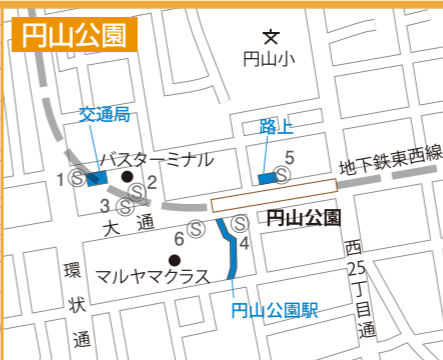 円山公園
文
円山小
交通局
路上
バスターミナル
5
Ⓢ
地下鉄東西線
1 Ⓢ
2
Ⓢ
3 Ⓢ
大通
円山公園
6 Ⓢ
Ⓢ
4
マルヤマクラス
環状通
西25丁目通
円山公園駅